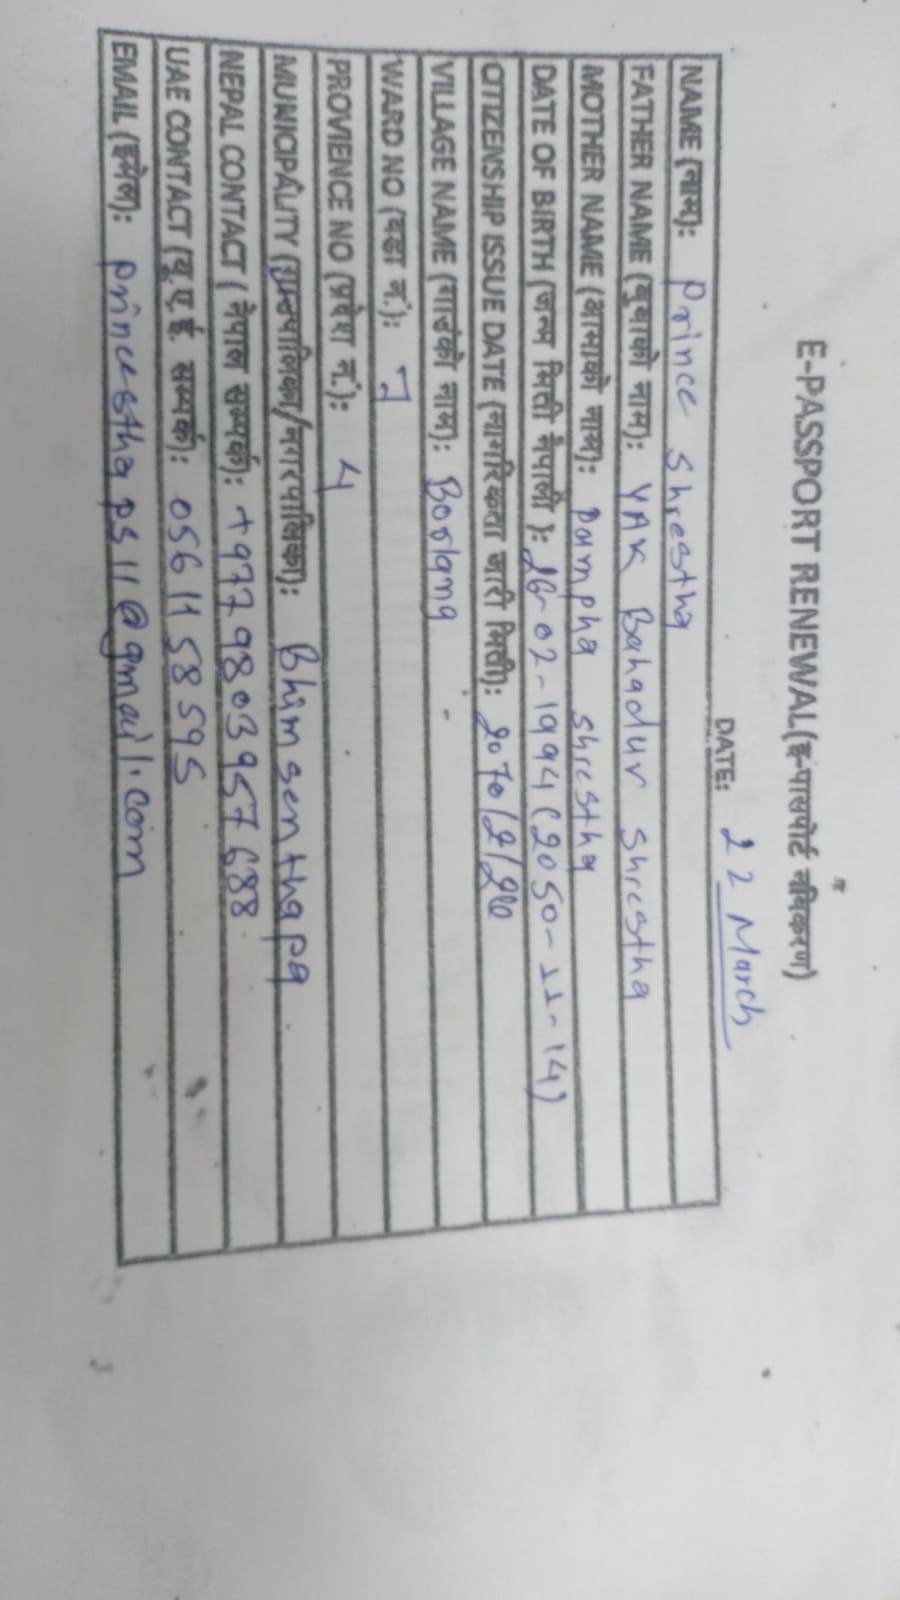 E-PASSPORT RENEWAL(इ-पासपोर्ट नविकरण)
DATE: 22 March
NAME (नाम): Prince Shrestha
FATHER NAME (बुवाको नाम): YAK Bahadur Shrestha
MOTHER NAME (आमाको नाम): Pampha Shrestha
DATE OF BIRTH (जन्म मिती नेपाली ): 26-02-1994 (2050-11-14)
CITIZENSHIP ISSUE DATE (नागरिकता जारी मिती): 2070/2/26
VILLAGE NAME (गाउंको नाम): Borlang
WARD NO (वडा नं.): 7
PROVIENCE NO (प्रदेश नं.): 4
MUNICIPALITY (गाउपालिका/नगरपालिका): Bhimsenthapa
NEPAL CONTACT ( नेपाल सम्पर्क): +977 9803957688
UAE CONTACT (यू.ए.ई. सम्पर्क): 0561158595
EMAIL (इमेल): princesthaps11@gmail.com